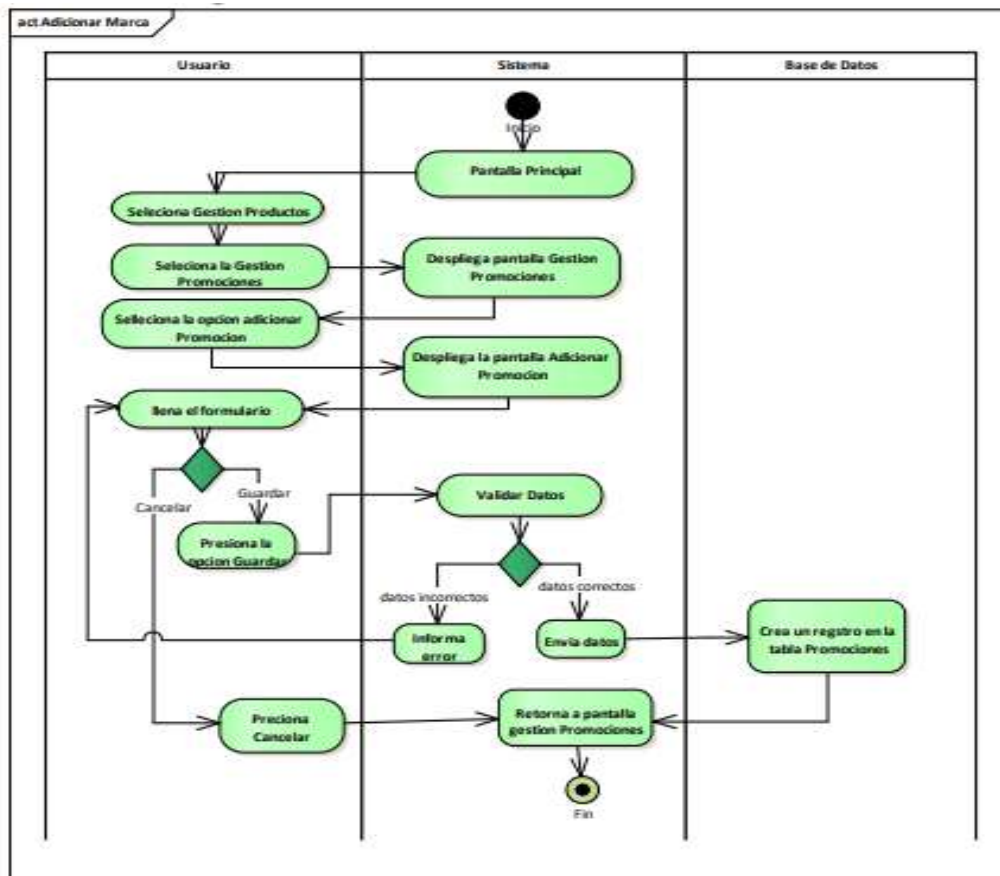 act Adicionar Marca
Usuario
Sistema
Base de Datos
Inicio
Pantalla Principal
Seleciona Gestion Productos
Seleciona la Gestion
Promociones
Despliega pantalla Gestion
Promociones
Selleciona la opcion adicionar
Promocion
Despliega la pantalla Adicionar
Promocion
llena el formulario
Cancelar
Guardar
Validar Datos
Presiona la
opcion Guardar
datos incorrectos
datos correctos
Informa
error
Envia datos
Crea un registro en la
tabla Promociones
Preciona
Cancelar
Retorna a pantalla
gestion Promociones
Fin